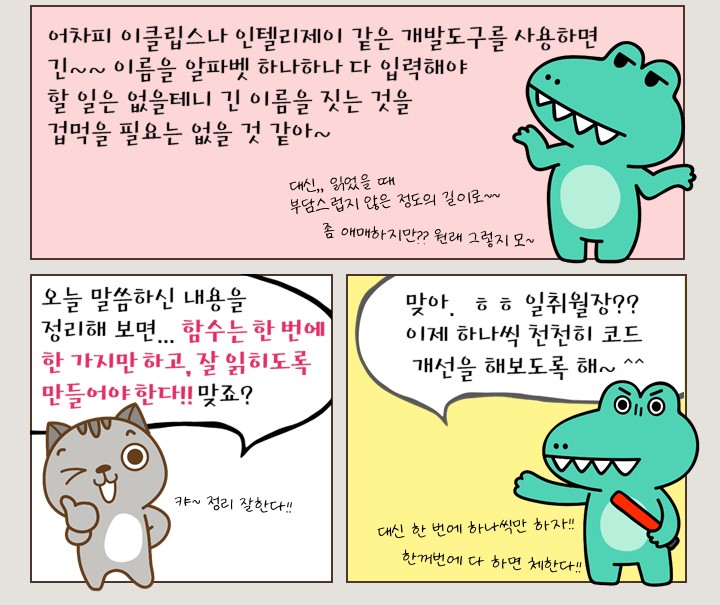 어차피 이클립스나 인텔리제이 같은 개발도구를 사용하면
긴~~ 이름을 알파벳 하나하나 다 입력해야
할 일은 없을테니 긴 이름을 짓는 것을
겁먹을 필요는 없을 것 같아~
대신,, 읽었을 때
부담스럽지 않은 정도의 길이로~~
좀 애매하지만?? 원래 그렇지 모~
오늘 말씀하신 내용을
정리해 보면... 함수는 한 번에
한 가지만 하고, 잘 읽히도록
만들어야 한다!! 맞죠?
캬~ 정리 잘한다!!
맞아. ㅎㅎ 일취월장??
이제 하나씩 천천히 코드
개선을 해보도록 해~ ^^
대신 한 번에 하나씩만 하자!!
한꺼번에 다 하면 체한다!!